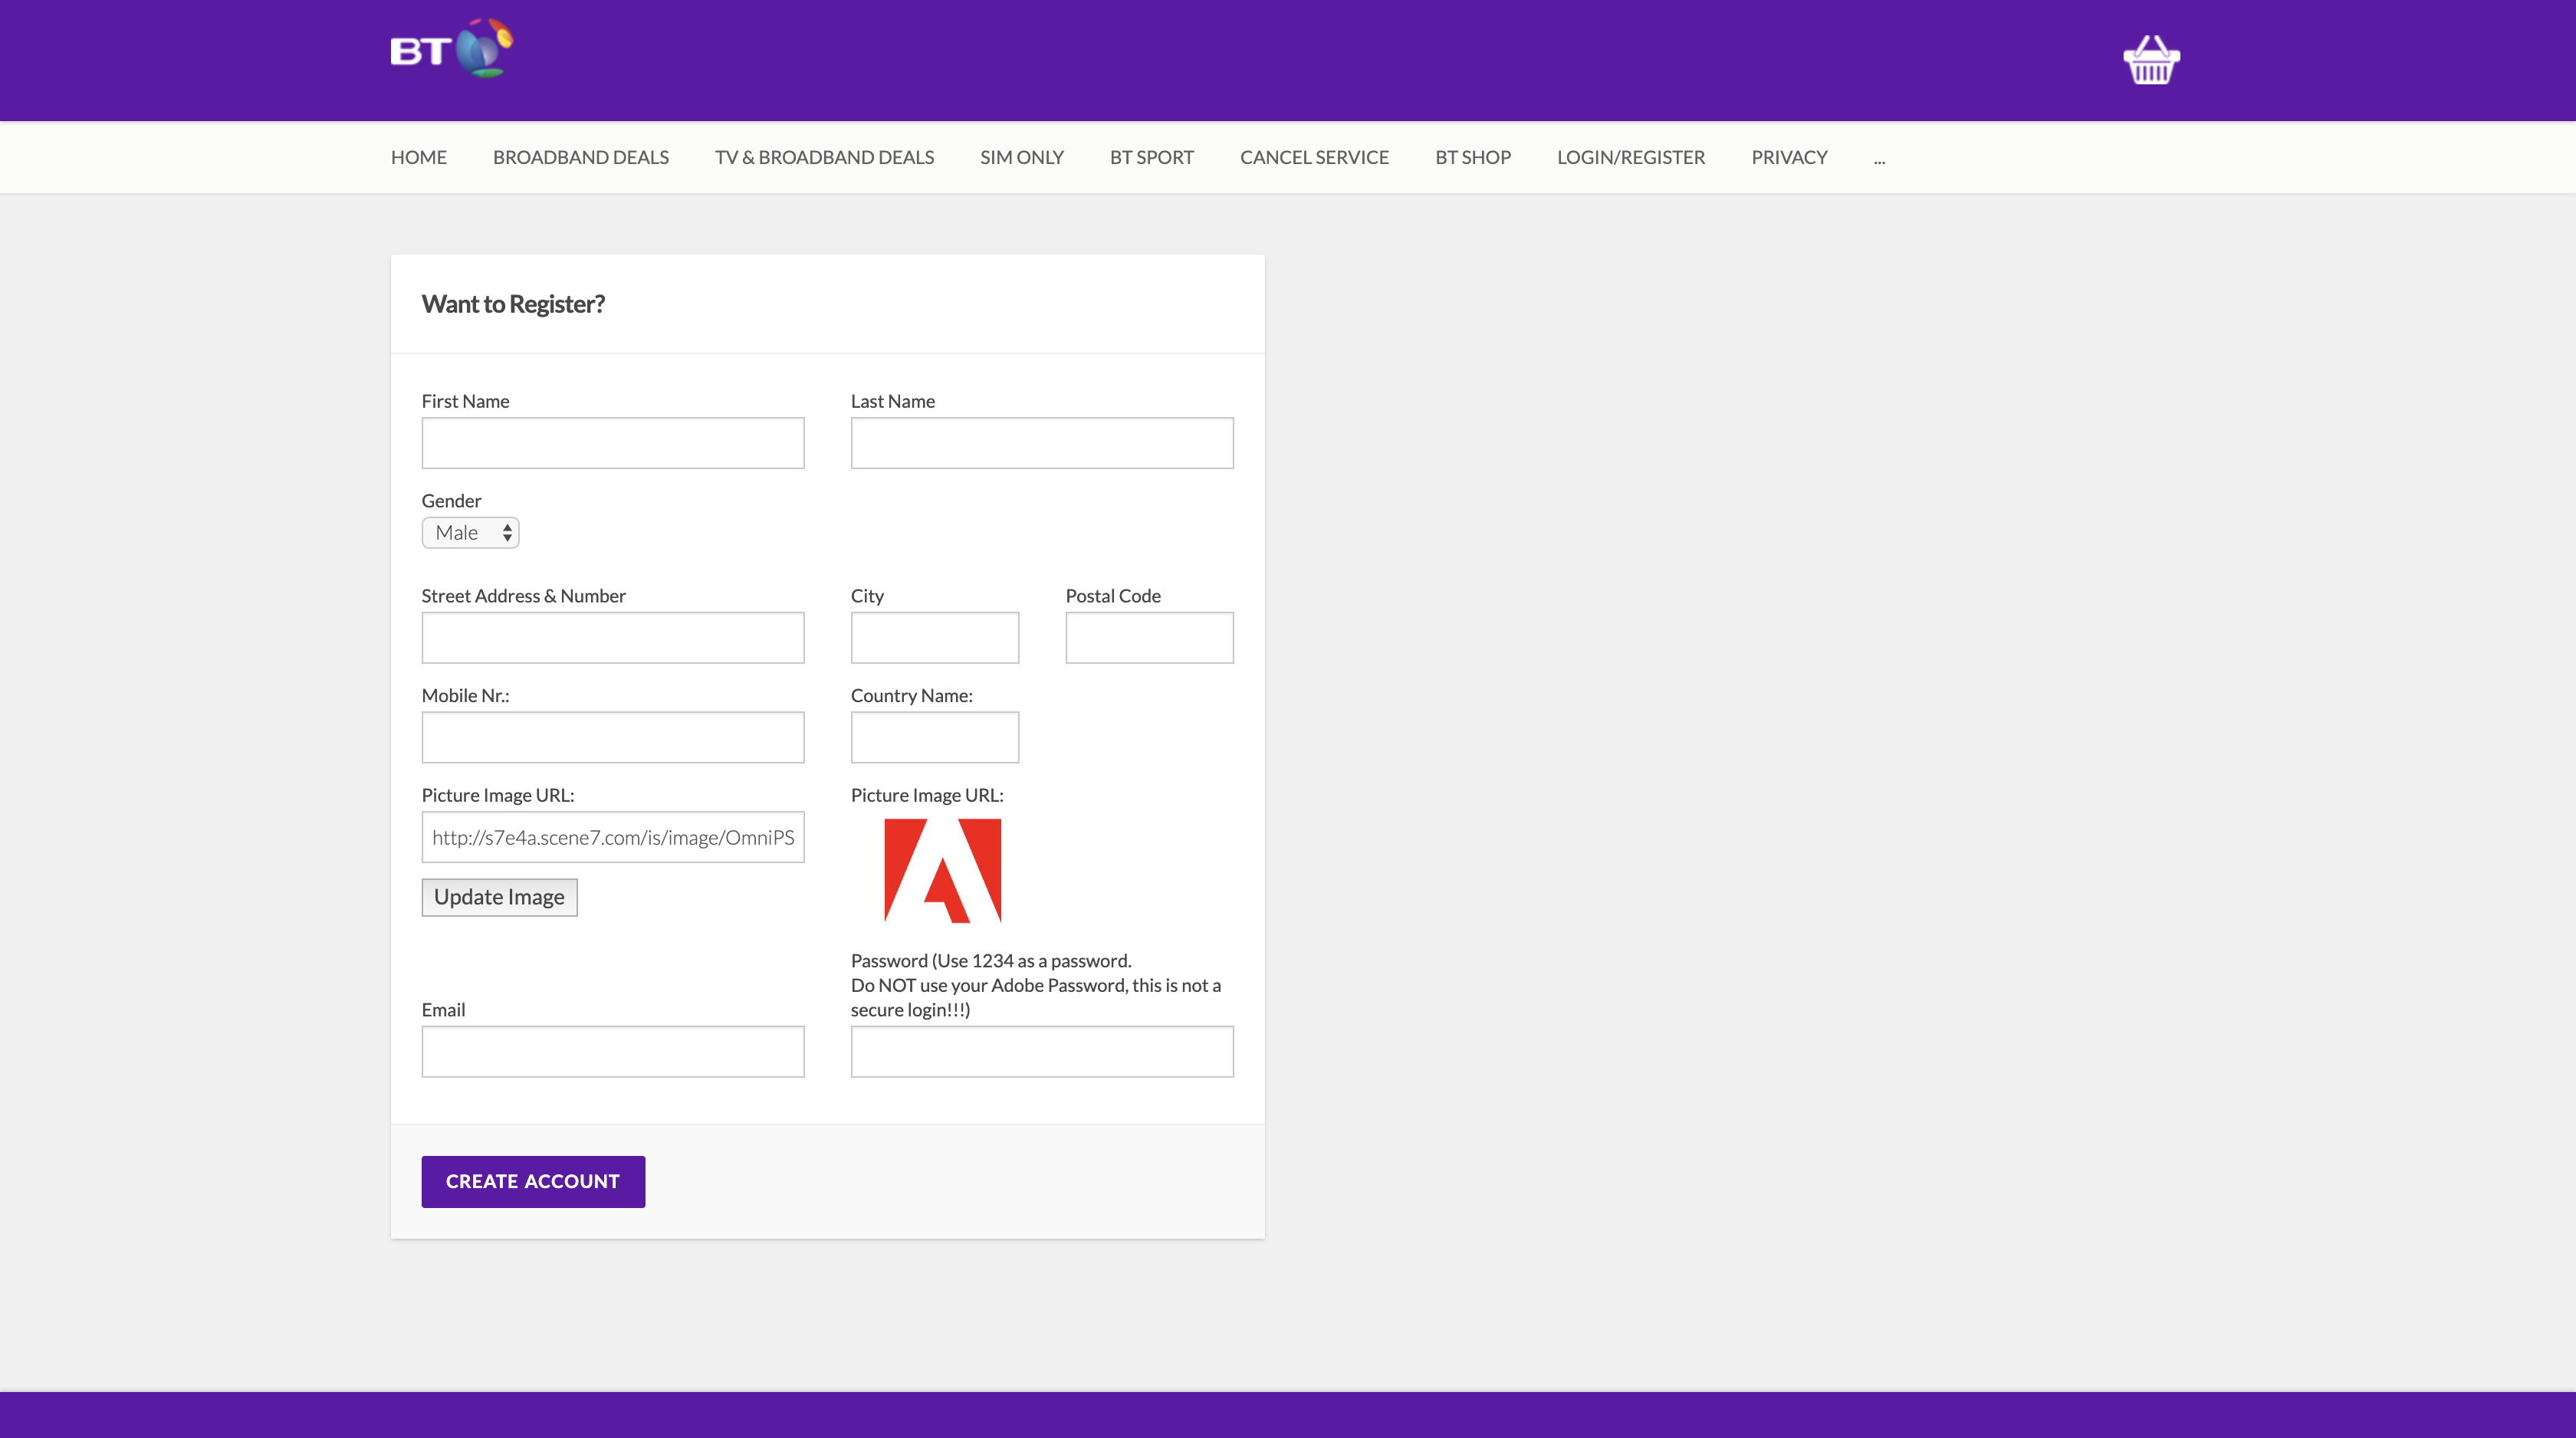 BT
HOME BROADBAND DEALS TV & BROADBAND DEALS SIM ONLY BT SPORT CANCEL SERVICE BT SHOP LOGIN/REGISTER PRIVACY ...
Want to Register?
First Name Last Name
Gender
Male
Street Address & Number City Postal Code
Mobile Nr.: Country Name:
Picture Image URL: Picture Image URL:
http://s7e4a.scene7.com/is/image/OmniPS
Update Image
Password (Use 1234 as a password.
Do NOT use your Adobe Password, this is not a
Email secure login!!!)
CREATE ACCOUNT